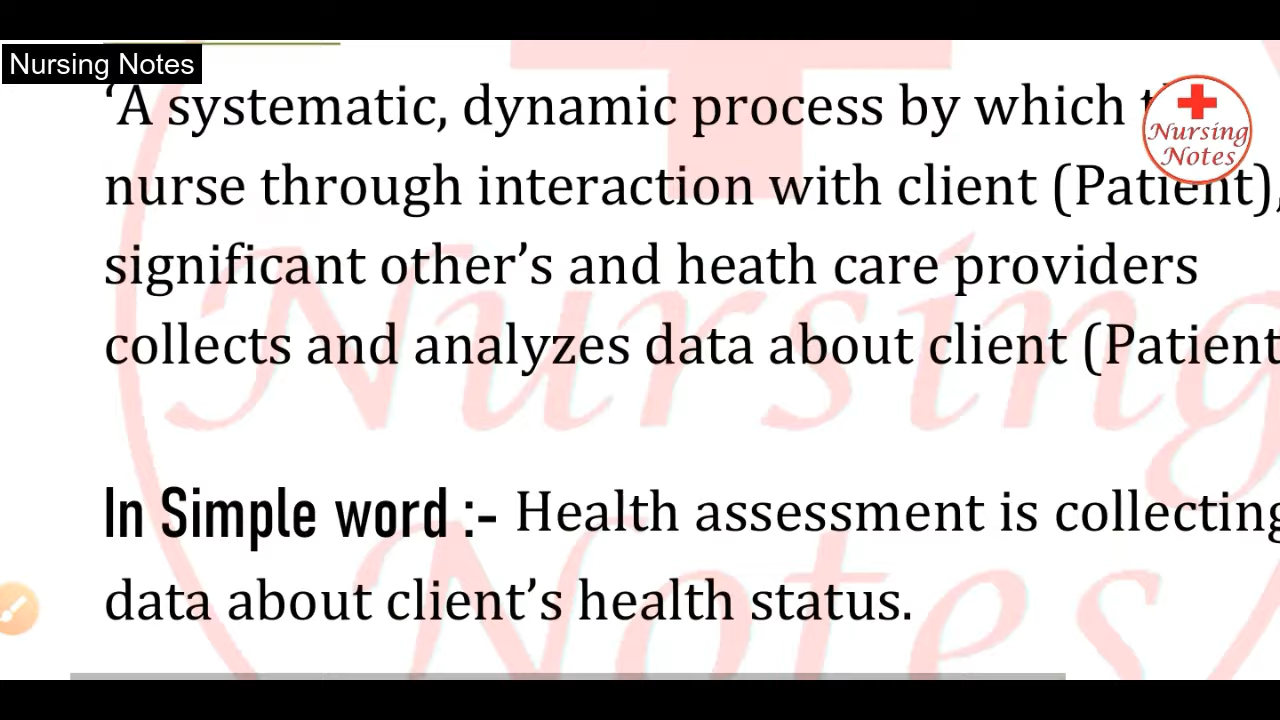 Nursing Notes
‘A systematic, dynamic process by which
Nursing
Notes
nurse through interaction with client (Patient),
significant other’s and heath care providers
collects and analyzes data about client (Patient
In Simple word :- Health assessment is collecting
data about client’s health status.
Nursing
Notes